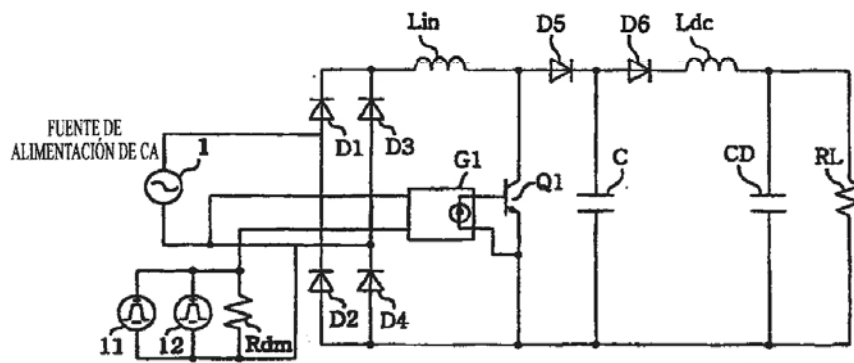 Lin
D5
D6
Ldc
FUENTE DE
ALIMENTACIÓN DE CA
1
D1
D3
G1
Q1
C
CD
RL
11
12
Rdm
D2
D4